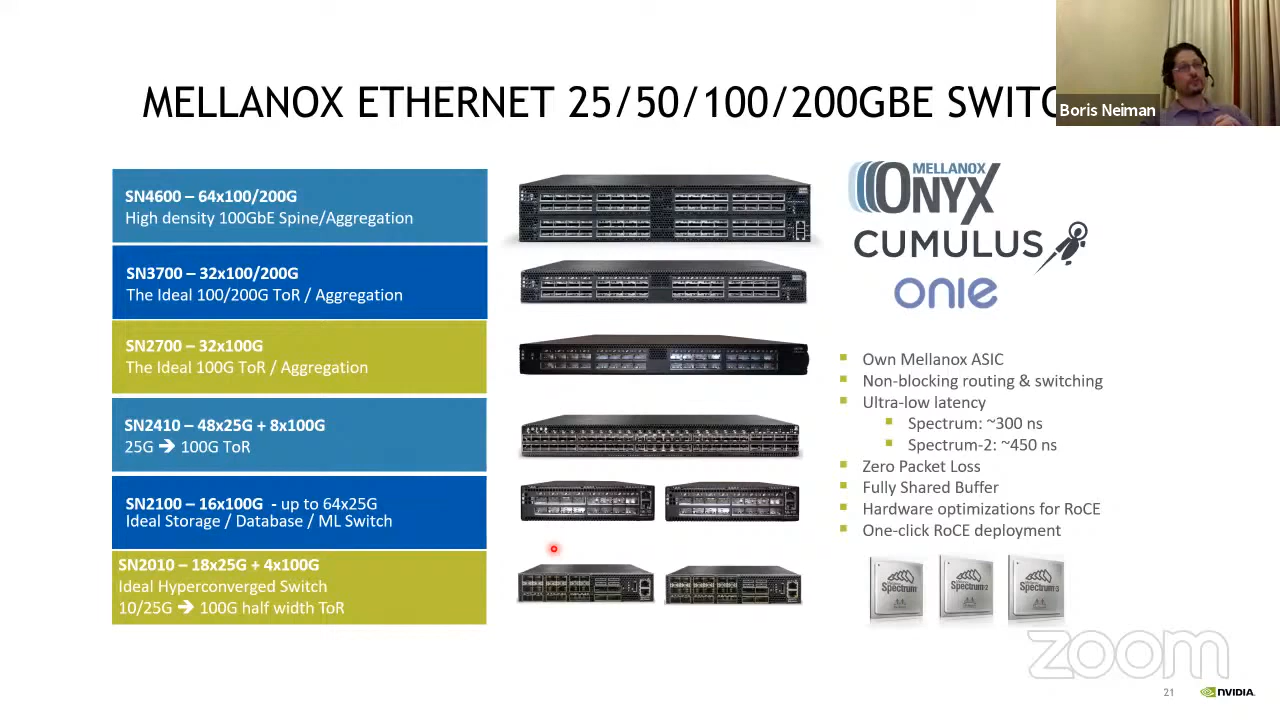 MELLANOX ETHERNET 25/50/100/200GBE SWITC
Boris Neiman
SN4600 – 64x100/200G
High density 100GbE Spine/Aggregation
SN3700 – 32x100/200G
The Ideal 100/200G ToR / Aggregation
SN2700 – 32x100G
The Ideal 100G ToR / Aggregation
SN2410 – 48x25G + 8x100G
25G ➔ 100G ToR
SN2100 – 16x100G - up to 64x25G
Ideal Storage / Database / ML Switch
SN2010 – 18x25G + 4x100G
Ideal Hyperconverged Switch
10/25G ➔ 100G half width ToR
MELLANOX
ONYX
CUMULUS
onie
Own Mellanox ASIC
Non-blocking routing & switching
Ultra-low latency
Spectrum: ~300 ns
Spectrum-2: ~450 ns
Zero Packet Loss
Fully Shared Buffer
Hardware optimizations for RoCE
One-click RoCE deployment
Spectrum
Spectrum-2
Spectrum-3
zoom
21
NVIDIA.